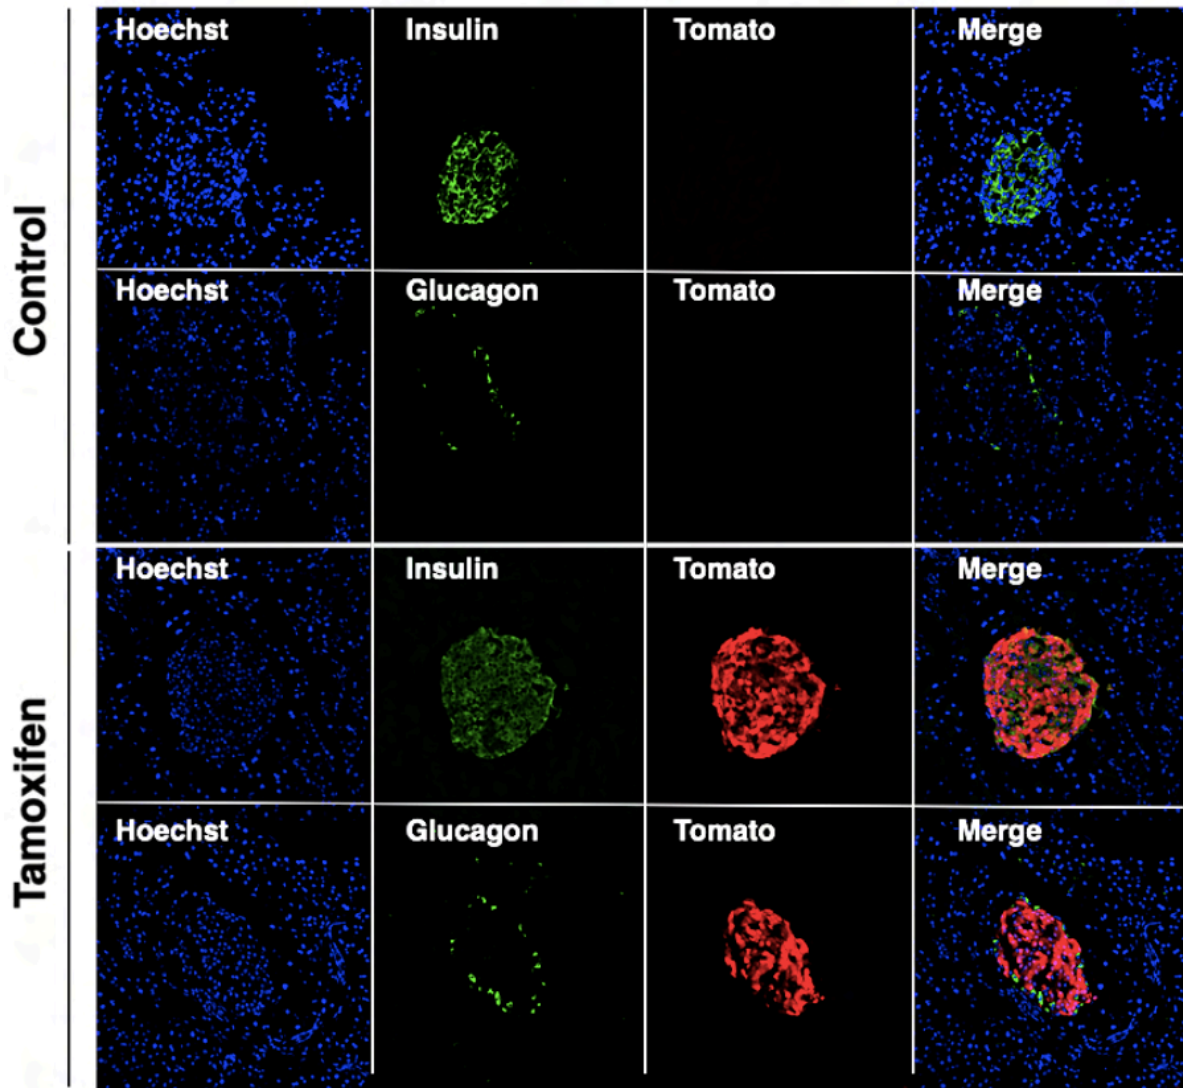 Control
Hoechst Insulin Tomato Merge
Hoechst Glucagon Tomato Merge
Tamoxifen
Hoechst Insulin Tomato Merge
Hoechst Glucagon Tomato Merge